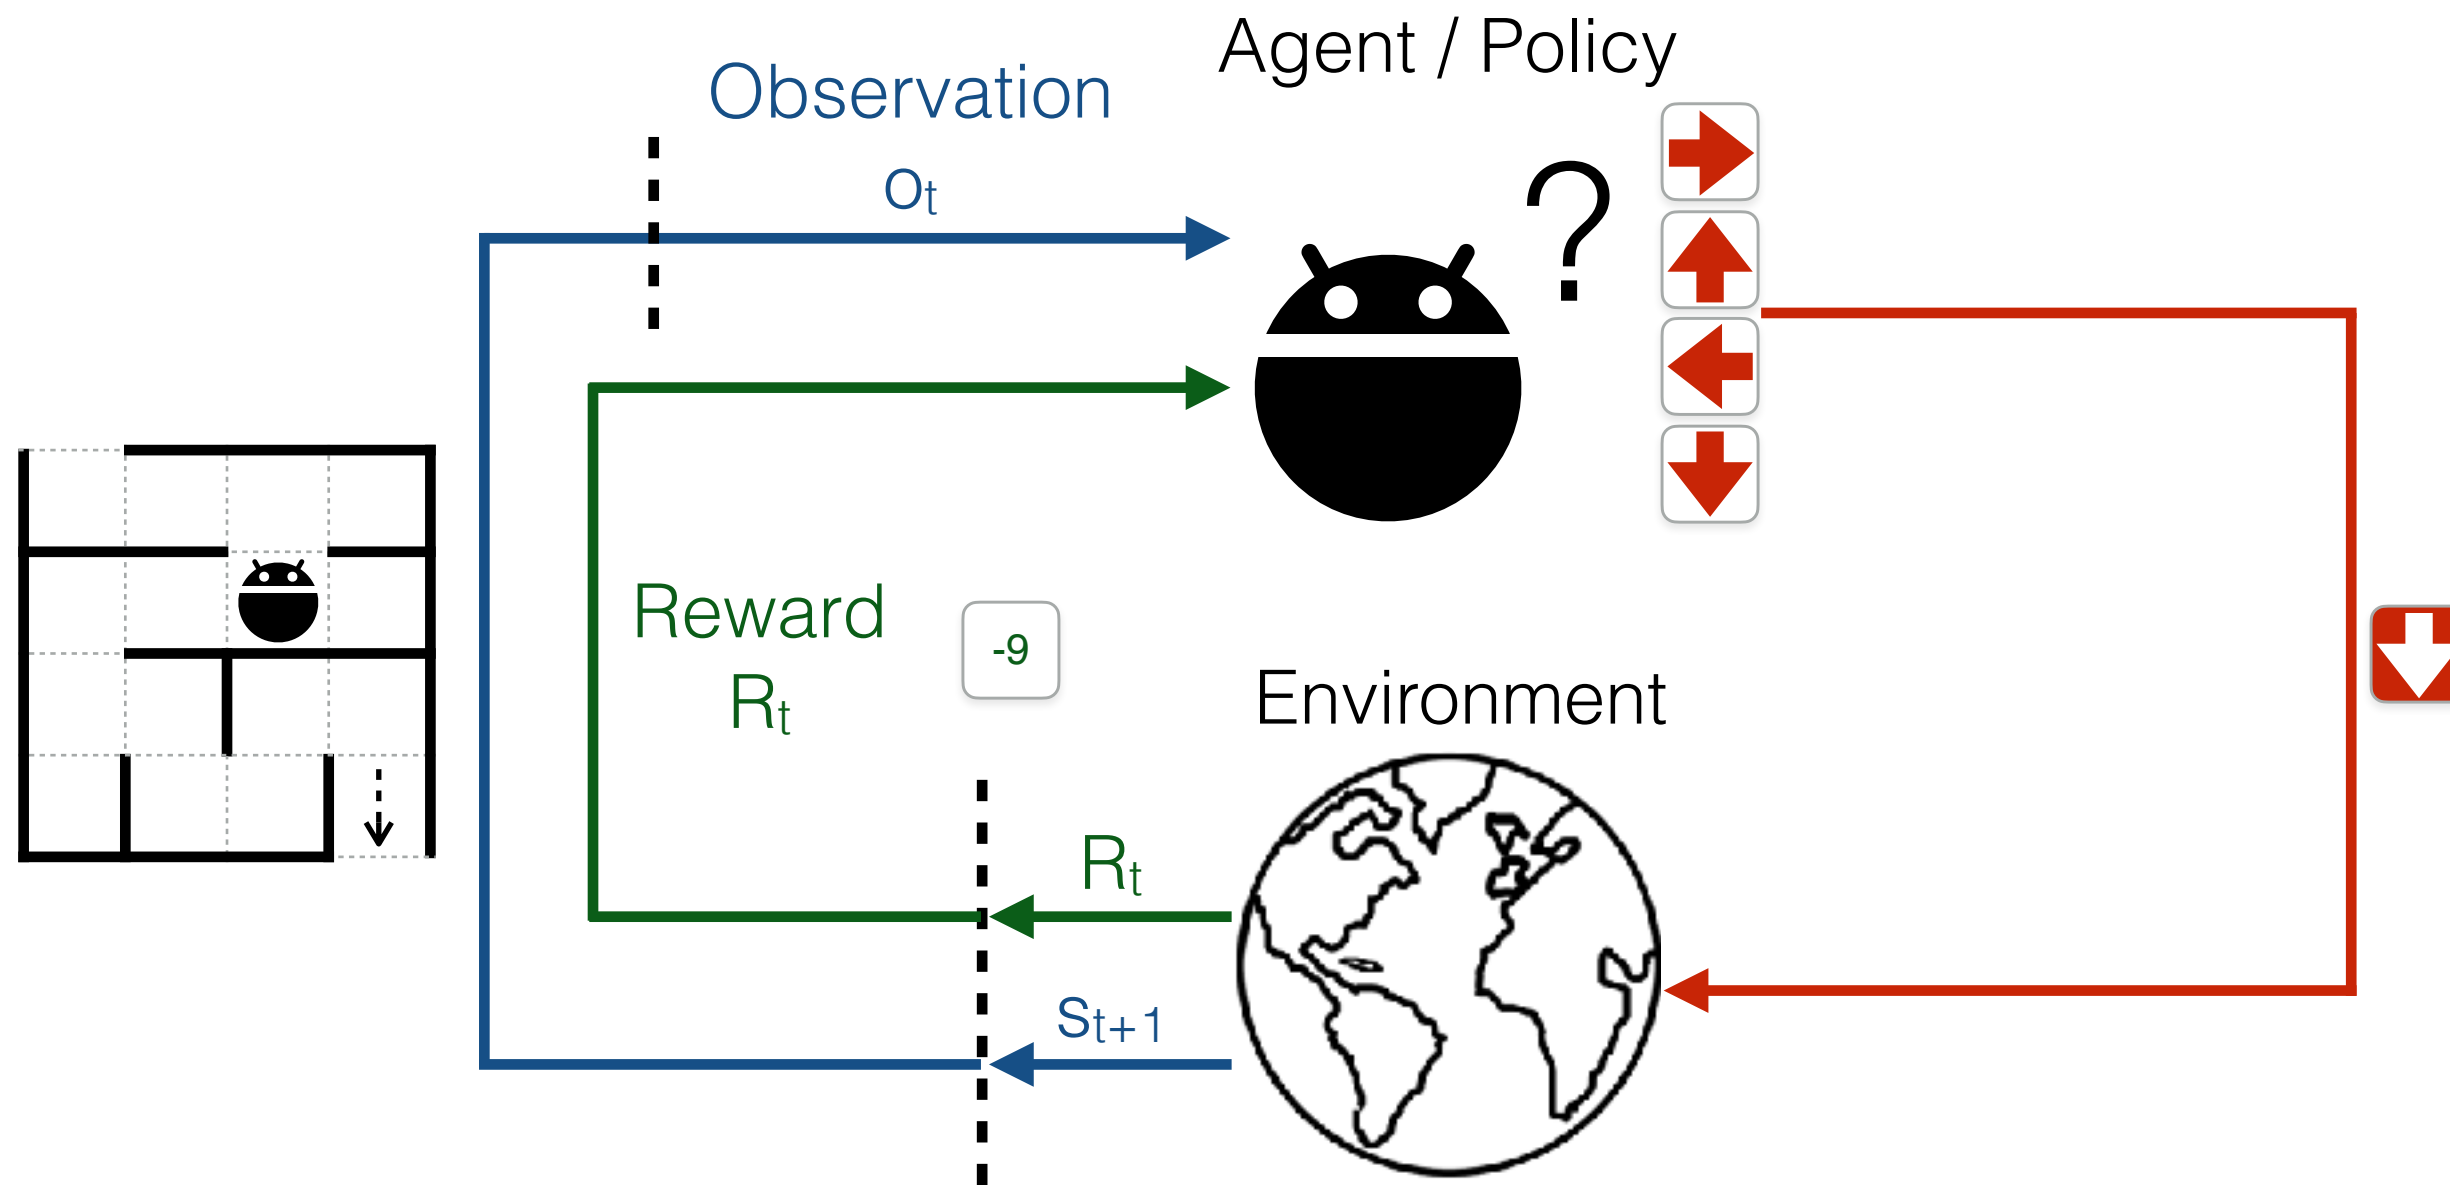 Agent / Policy
Observation
ot
?
Reward
Rt
-9
Environment
Rt
st+1